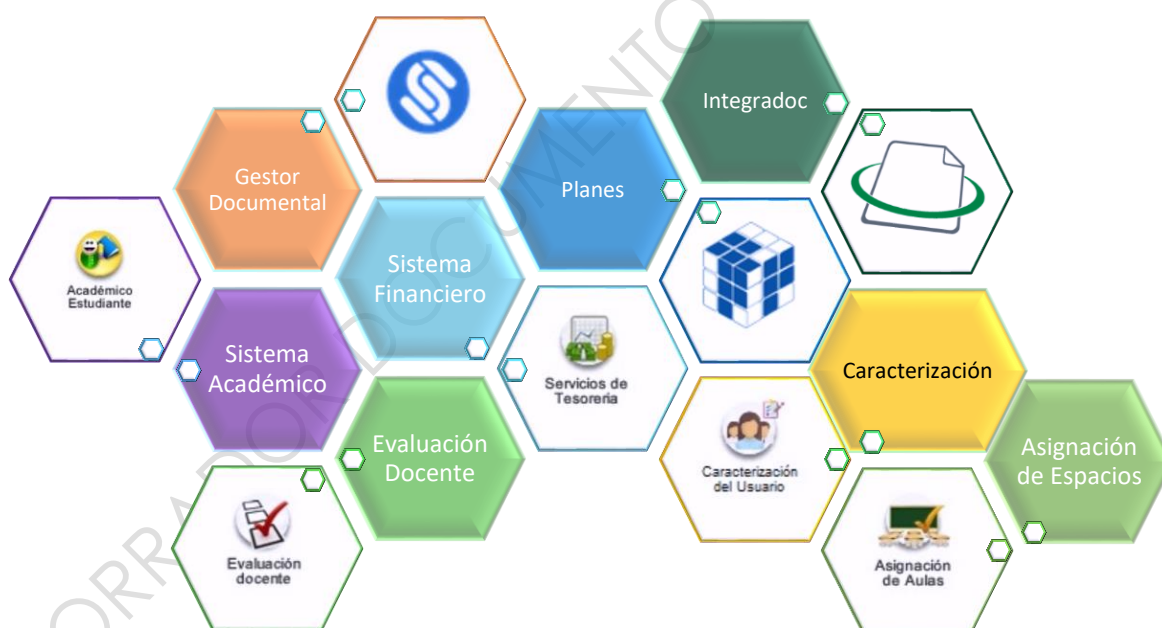 Integradoc
Gestor
Documental
Planes
Sistema
Financiero
Académico
Estudiante
Sistema
Académico
Servicios de
Tesorería
Caracterización
Evaluación
Docente
Caracterización
del Usuario
Asignación
de Espacios
Evaluación
docente
Asignación
de Aulas
ORRADOR DOCUMENTO